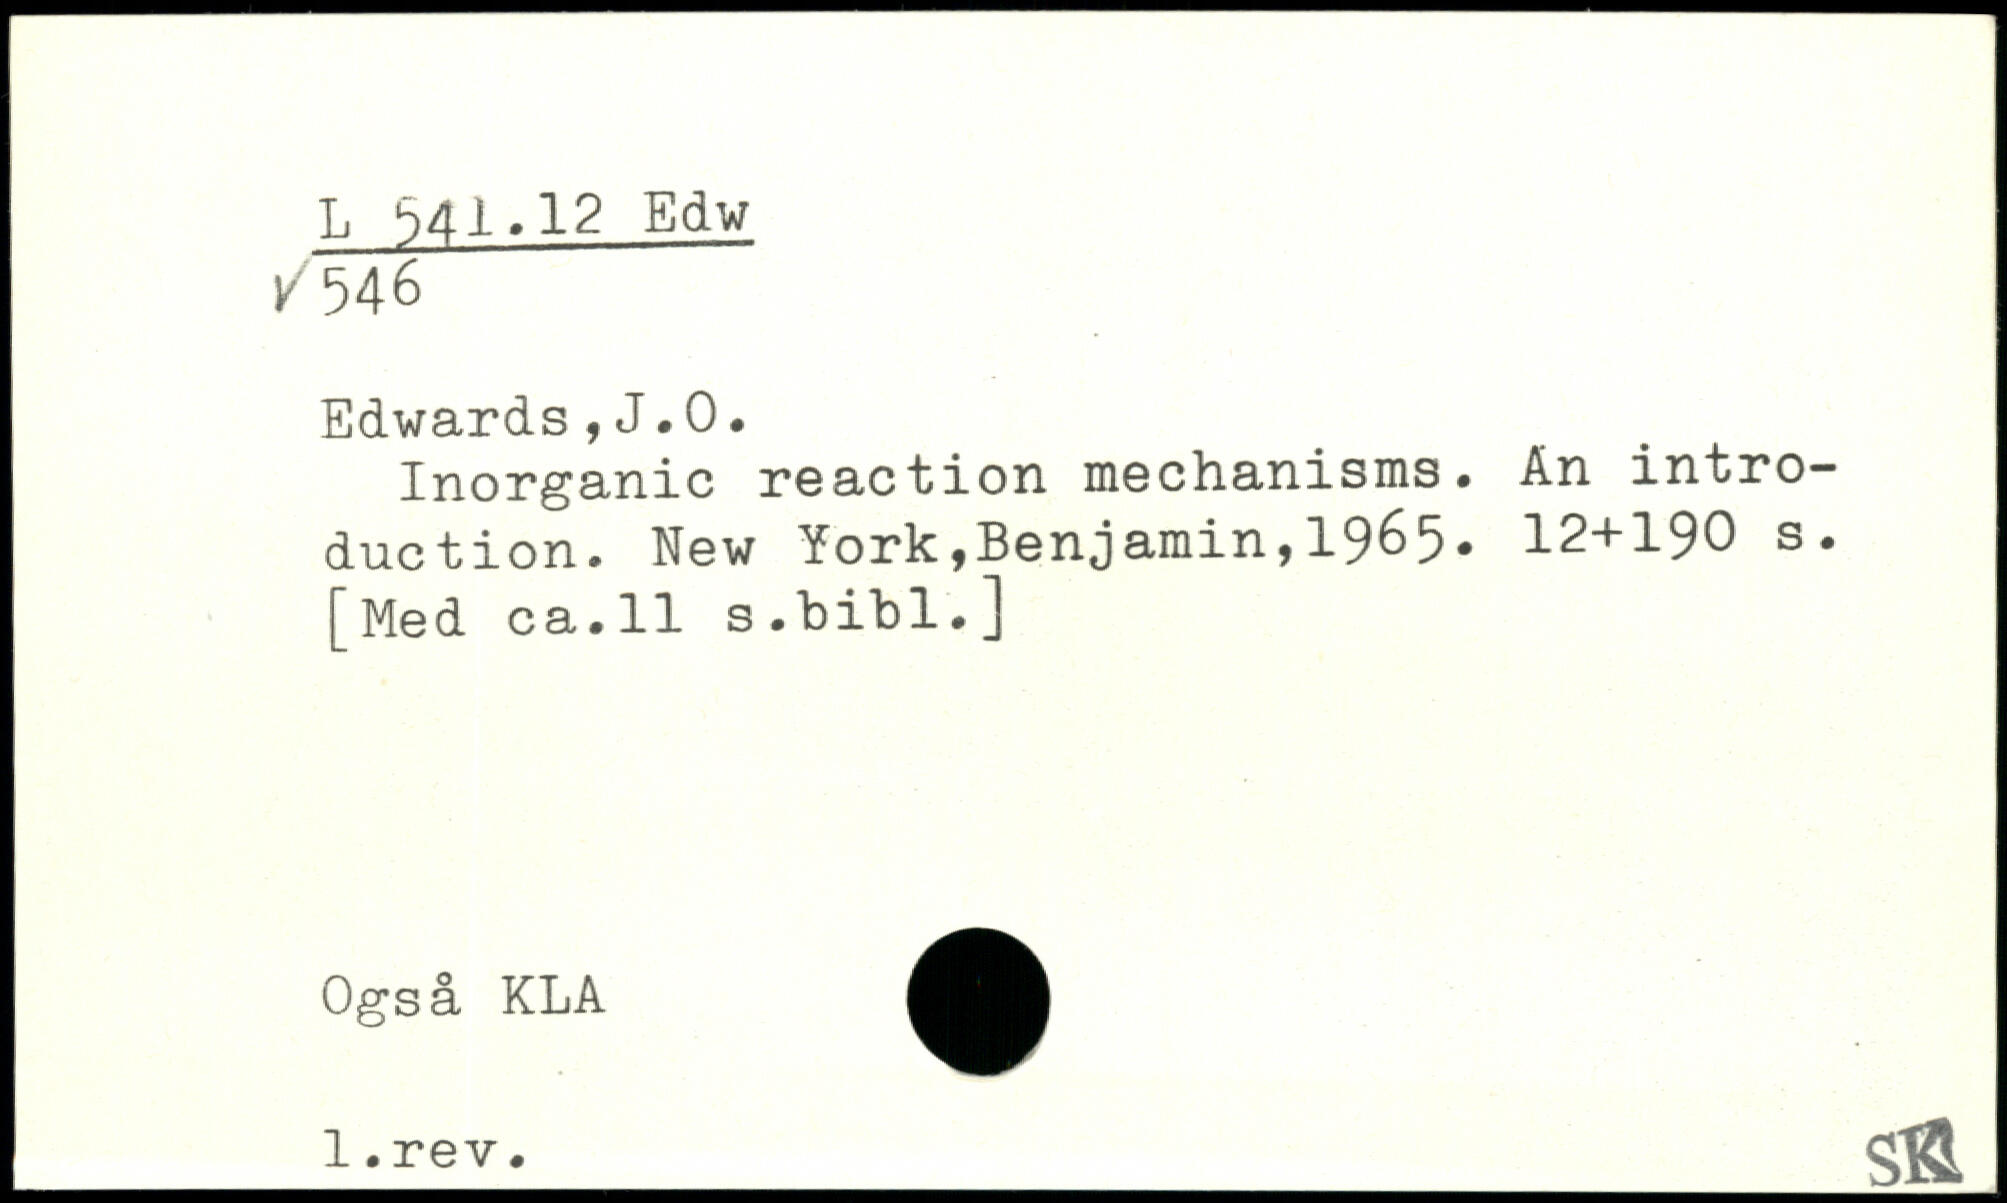 L 541.12 Edw
√ 546
Edwards,J.O.
Inorganic reaction mechanisms. An intro-
duction. New York,Benjamin,1965. 12+190 s.
[Med ca.11 s.bibl.]
Også KLA
1.rev.
SK